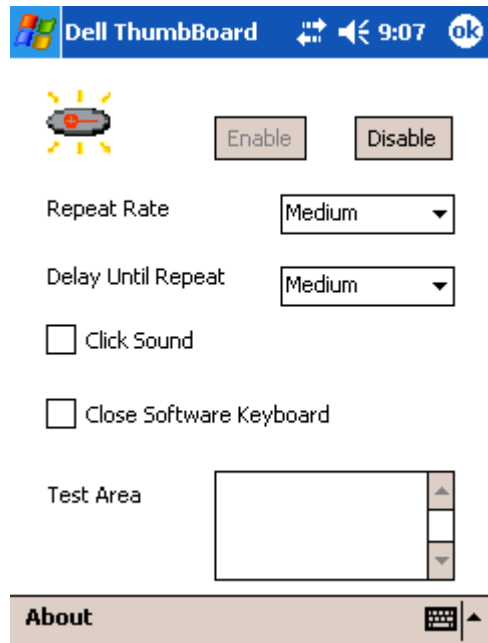 Dell ThumbBoard 9:07 ok
Enable Disable
Repeat Rate Medium
Delay Until Repeat Medium
Click Sound
Close Software Keyboard
Test Area
About